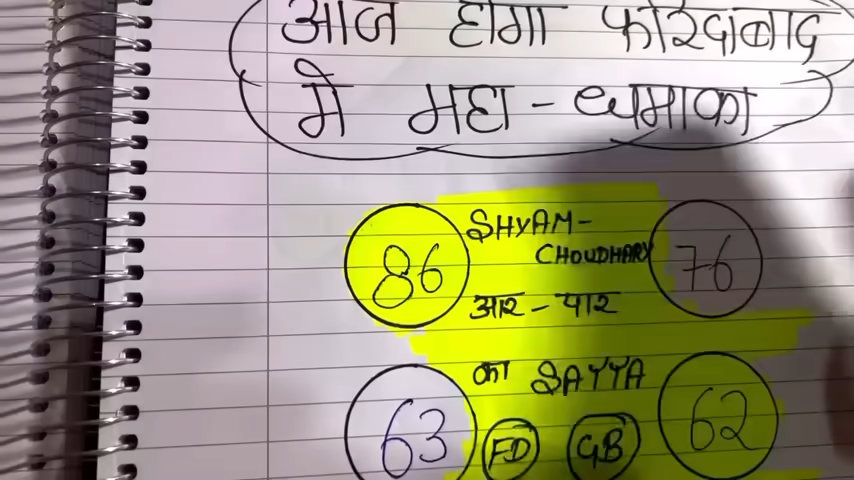 आज होगा फरीदाबाद
में महा-धमाका
86 SHYAM- 76
CHOUDHARY
आर-पार
का SAYYA
63 FD GB 62